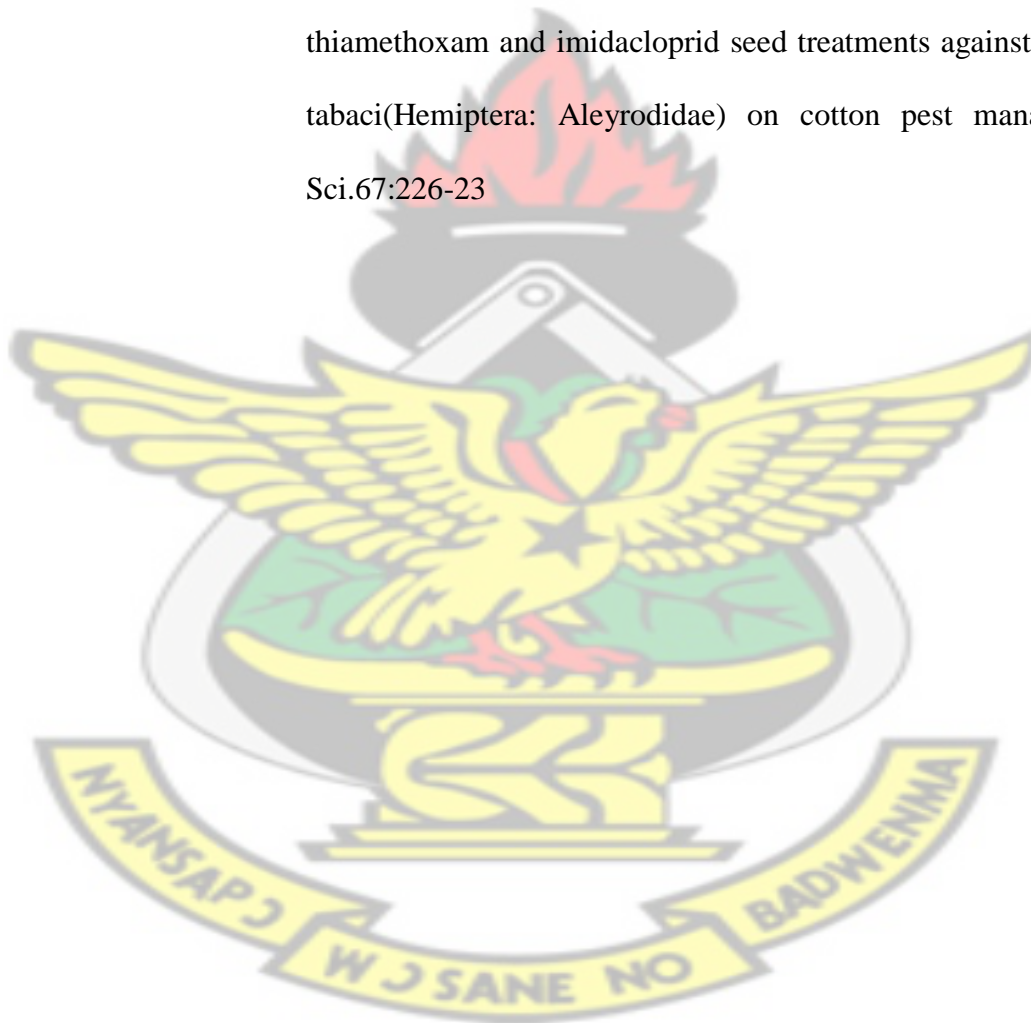 thiamethoxam and imidacloprid seed treatments against
tabaci(Hemiptera: Aleyrodidae) on cotton pest mana
Sci.67:226-23
NYANSAPƆ
WƆSANE NO
BADWENMA